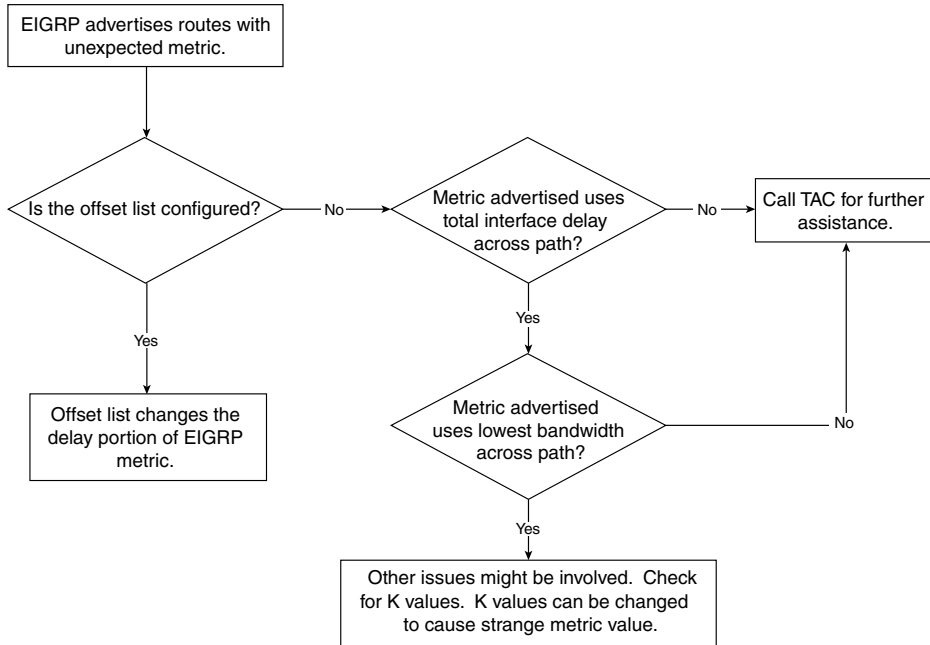 EIGRP advertises routes with
unexpected metric.
Is the offset list configured?
No
Metric advertised uses
total interface delay
across path?
No
Call TAC for further
assistance.
Yes
Yes
Offset list changes the
delay portion of EIGRP
metric.
Metric advertised
uses lowest bandwidth
across path?
No
Yes
Other issues might be involved.  Check
for K values.  K values can be changed
to cause strange metric value.